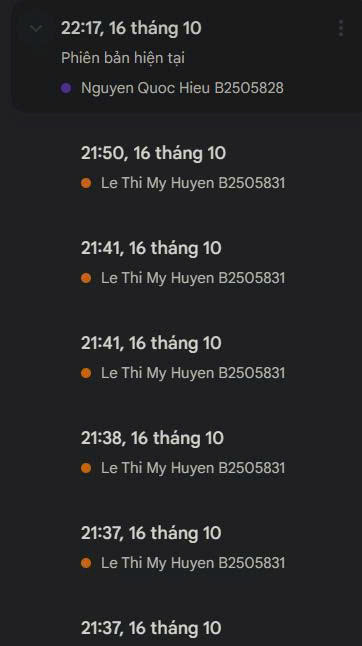 22:17, 16 tháng 10
Phiên bản hiện tại
Nguyen Quoc Hieu B2505828
21:50, 16 tháng 10
Le Thi My Huyen B2505831
21:41, 16 tháng 10
Le Thi My Huyen B2505831
21:41, 16 tháng 10
Le Thi My Huyen B2505831
21:38, 16 tháng 10
Le Thi My Huyen B2505831
21:37, 16 tháng 10
Le Thi My Huyen B2505831
21:37, 16 tháng 10